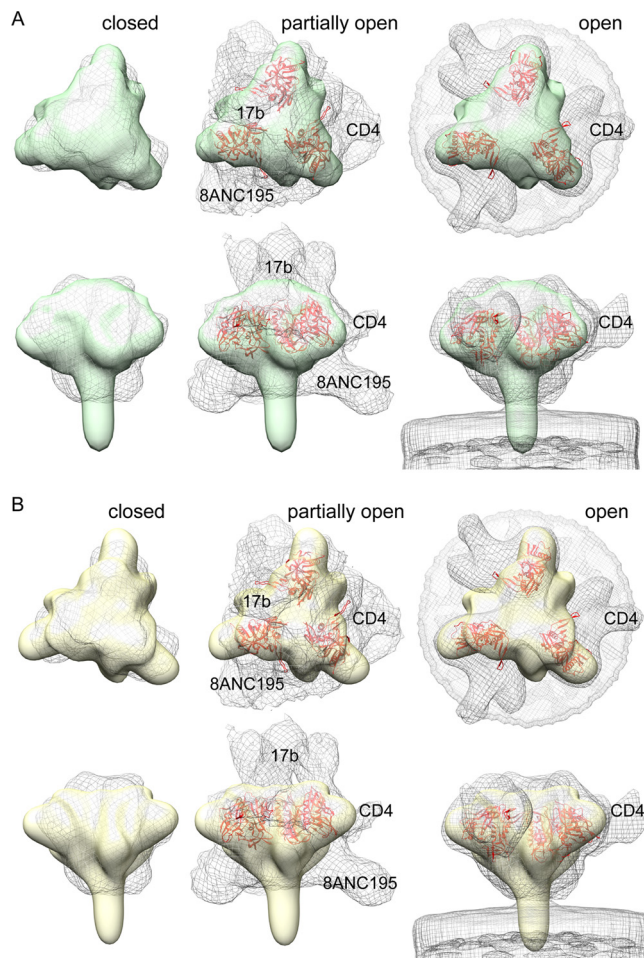 A
closed
partially open
open
17b
CD4
CD4
8ANC195
17b
CD4
CD4
8ANC195
B
closed
partially open
open
17b
CD4
CD4
8ANC195
17b
CD4
CD4
8ANC195